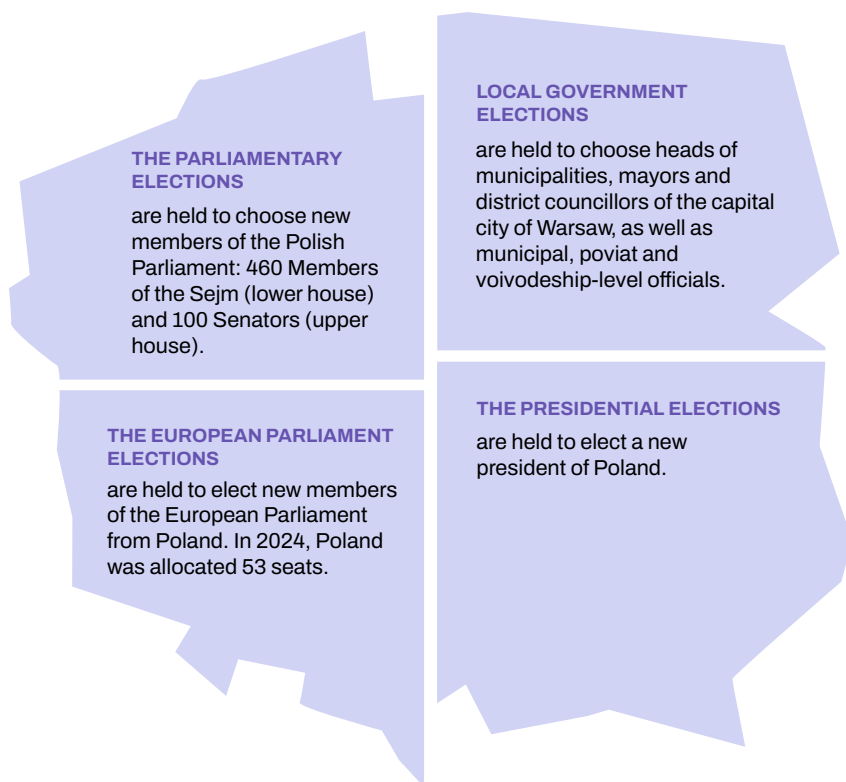 THE PARLIAMENTARY
ELECTIONS
are held to choose new
members of the Polish
Parliament: 460 Members
of the Sejm (lower house)
and 100 Senators (upper
house).
LOCAL GOVERNMENT
ELECTIONS
are held to choose heads of
municipalities, mayors and
district councillors of the capital
city of Warsaw, as well as
municipal, poviat and
voivodeship-level officials.
THE EUROPEAN PARLIAMENT
ELECTIONS
are held to elect new members
of the European Parliament
from Poland. In 2024, Poland
was allocated 53 seats.
THE PRESIDENTIAL ELECTIONS
are held to elect a new
president of Poland.